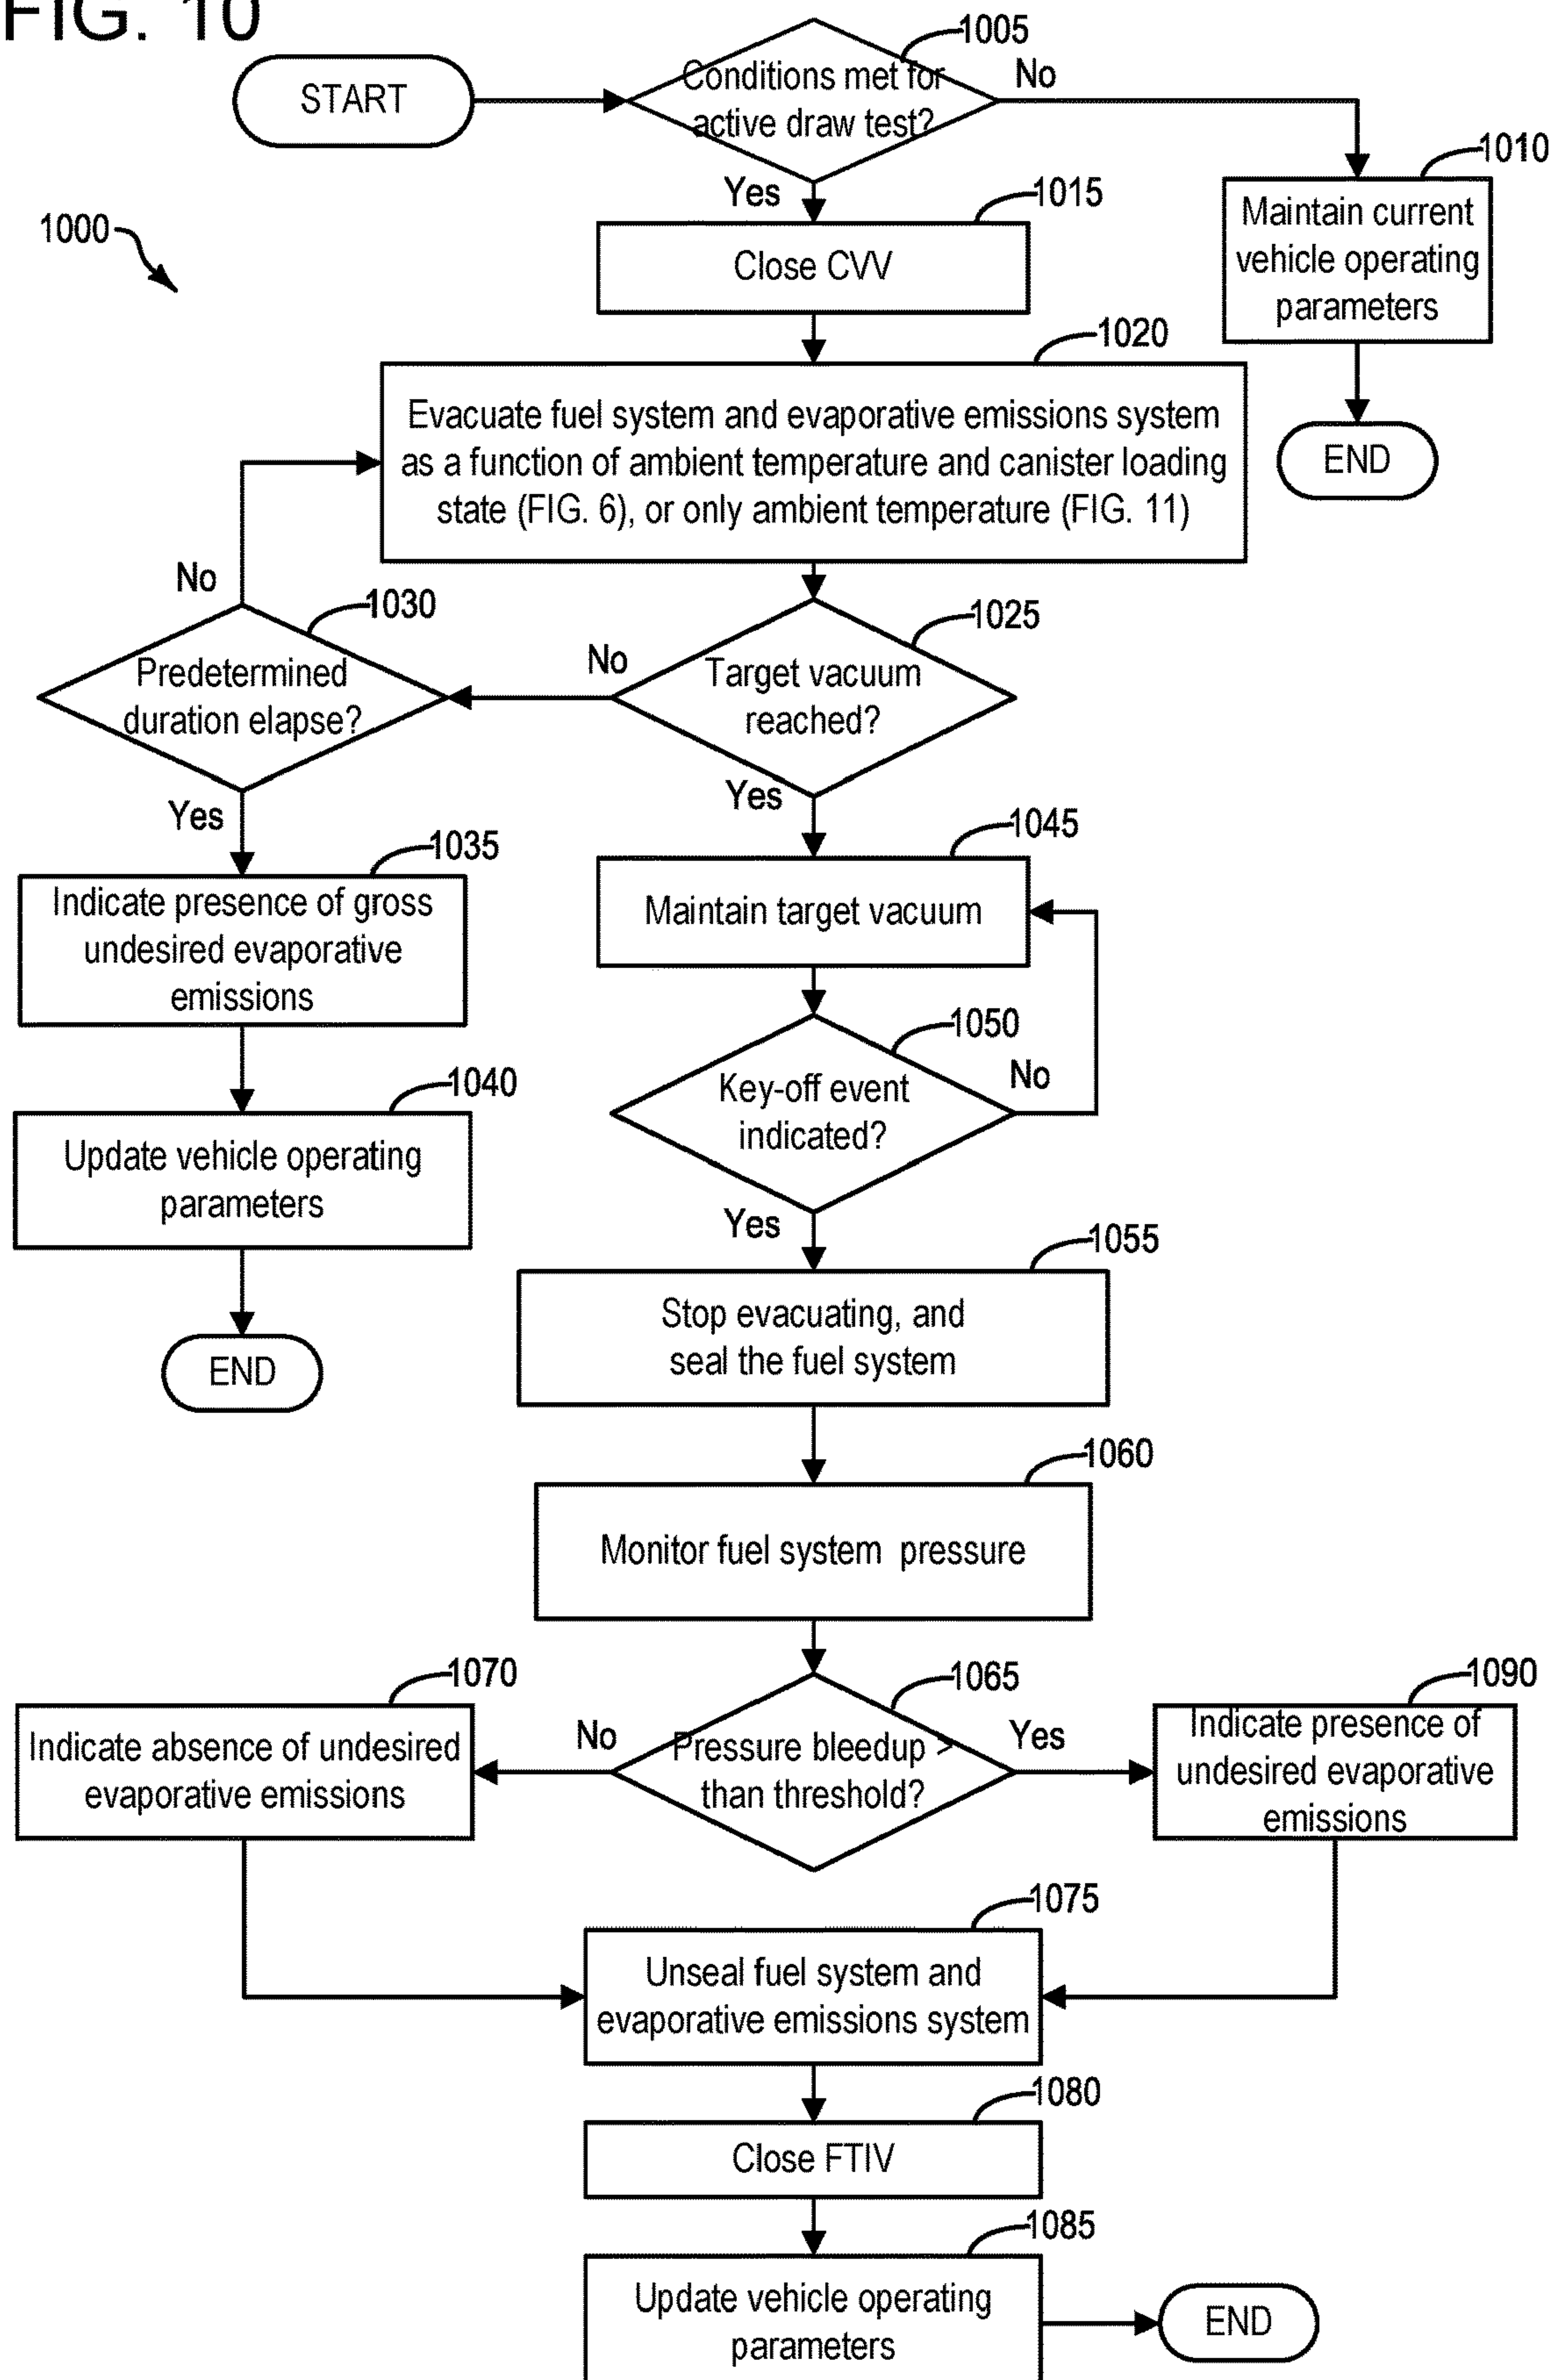 FIG. 10
START
1005
Conditions met for
active draw test?
No
Yes
1010
Maintain current
vehicle operating
parameters
END
1000
1015
Close CVV
1020
Evacuate fuel system and evaporative emissions system
as a function of ambient temperature and canister loading
state (FIG. 6), or only ambient temperature (FIG. 11)
1025
Target vacuum
reached?
No
Yes
1030
Predetermined
duration elapse?
No
Yes
1035
Indicate presence of gross
undesired evaporative
emissions
1040
Update vehicle operating
parameters
END
1045
Maintain target vacuum
1050
Key-off event
indicated?
No
Yes
1055
Stop evacuating, and
seal the fuel system
1060
Monitor fuel system pressure
1065
Pressure bleedup >
than threshold?
No
Yes
1070
Indicate absence of undesired
evaporative emissions
1090
Indicate presence of
undesired evaporative
emissions
1075
Unseal fuel system and
evaporative emissions system
1080
Close FTIV
1085
Update vehicle operating
parameters
END